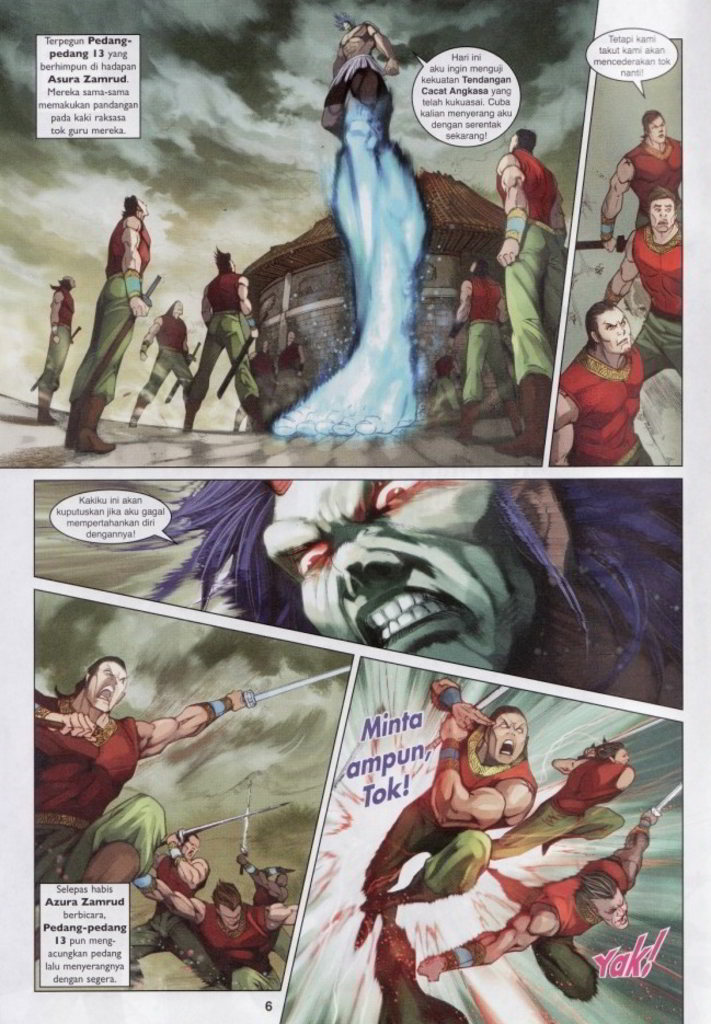 Terpegun Pedang-
pedang 13 yang
berhimpun di hadapan
Asura Zamrud.
Mereka sama-sama
memakukan pandangan
pada kaki raksasa
tok guru mereka.
Hari ini
aku ingin menguji
kekuatan Tendangan
Cacat Angkasa yang
telah kukuasai. Cuba
kalian menyerang aku
dengan serentak
sekarang!
Tetapi kami
takut kami akan
mencederakan tok
nanti!
Kakiku ini akan
kuputuskan jika aku gagal
mempertahankan diri
dengannya!
Selepas habis
Azura Zamrud
berbicara,
Pedang-pedang
13 pun meng-
acungkan pedang
lalu menyerangnya
dengan segera.
Minta
ampun,
Tok!
Yak!
6